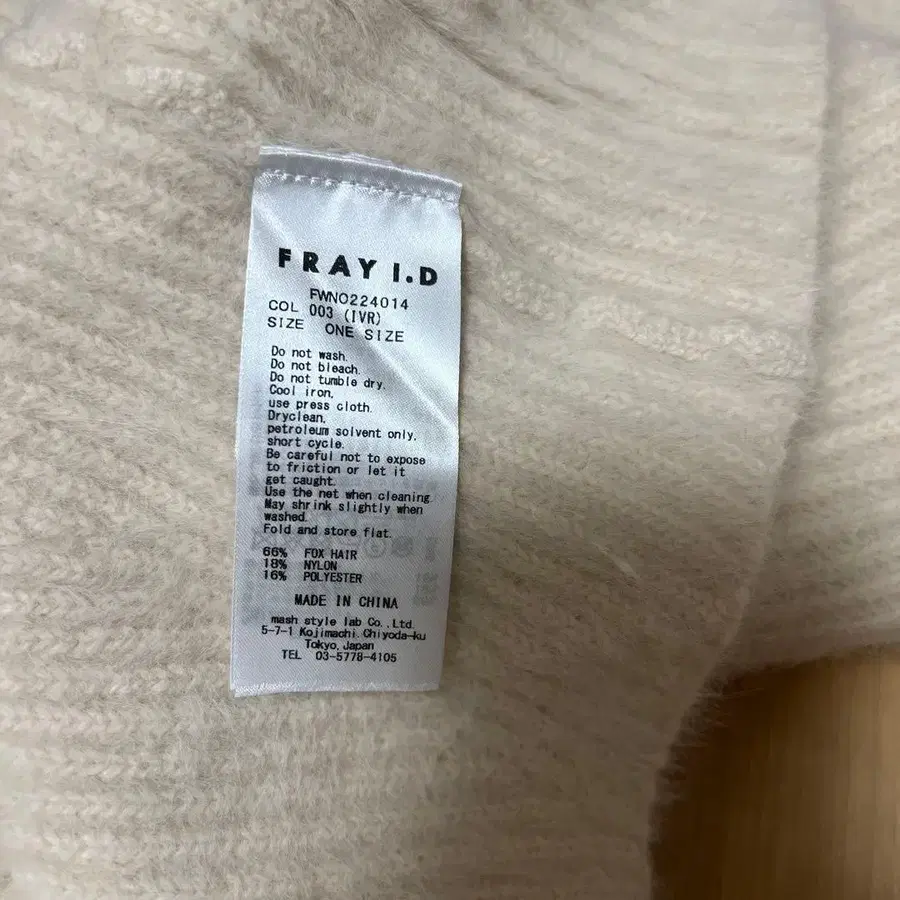 FRAY I.D
FWNO224014
COL 003 (IVR)
SIZE ONE SIZE
Do not wash.
Do not bleach.
Do not tumble dry.
Cool iron,
use press cloth.
Dryclean,
petroleum solvent only,
short cycle.
Be careful not to expose
to friction or let it
get caught.
Use the net when cleaning.
May shrink slightly when
washed.
Fold and store flat.
66% FOX HAIR
18% NYLON
16% POLYESTER
MADE IN CHINA
mash style lab Co.,Ltd.
5-7-1 Kojimachi,Chiyoda-ku
Tokyo,Japan
TEL 03-5778-4105